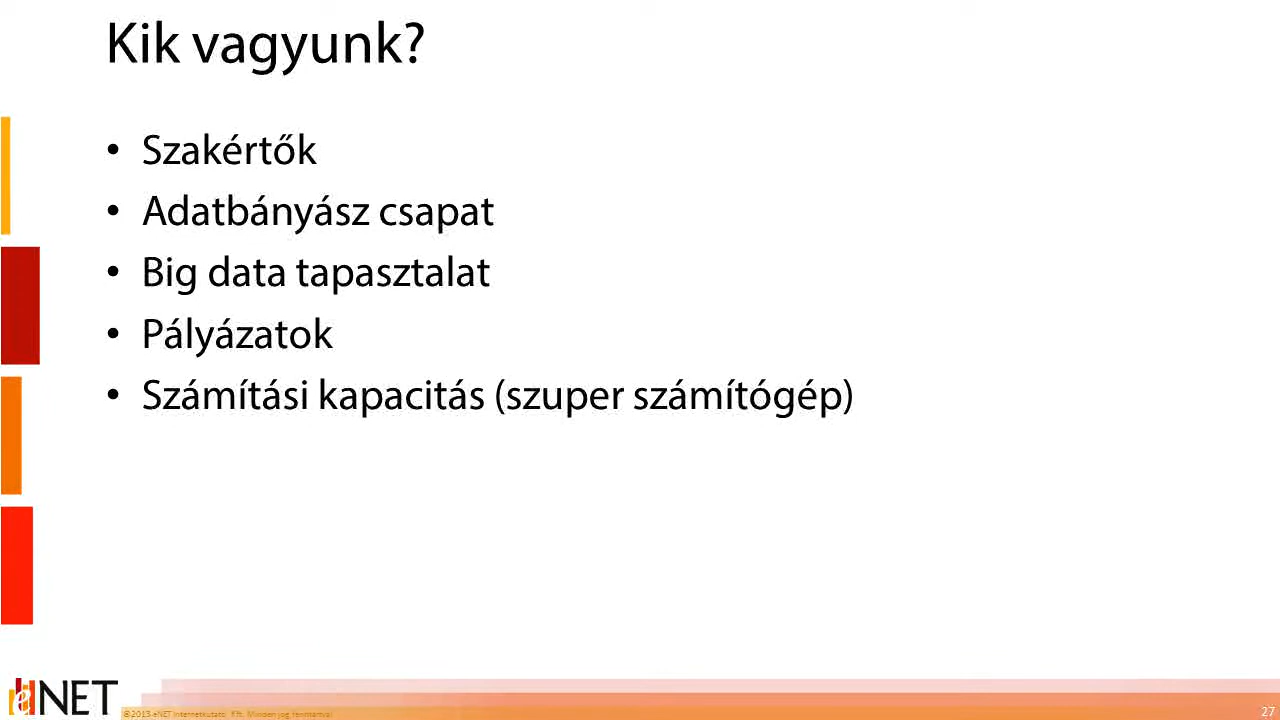 Kik vagyunk?
• Szakértők
• Adatbányász csapat
• Big data tapasztalat
• Pályázatok
• Számítási kapacitás (szuper számítógép)
eNET
©2013 eNET Internetkutató Kft. Minden jog fenntartva!
27